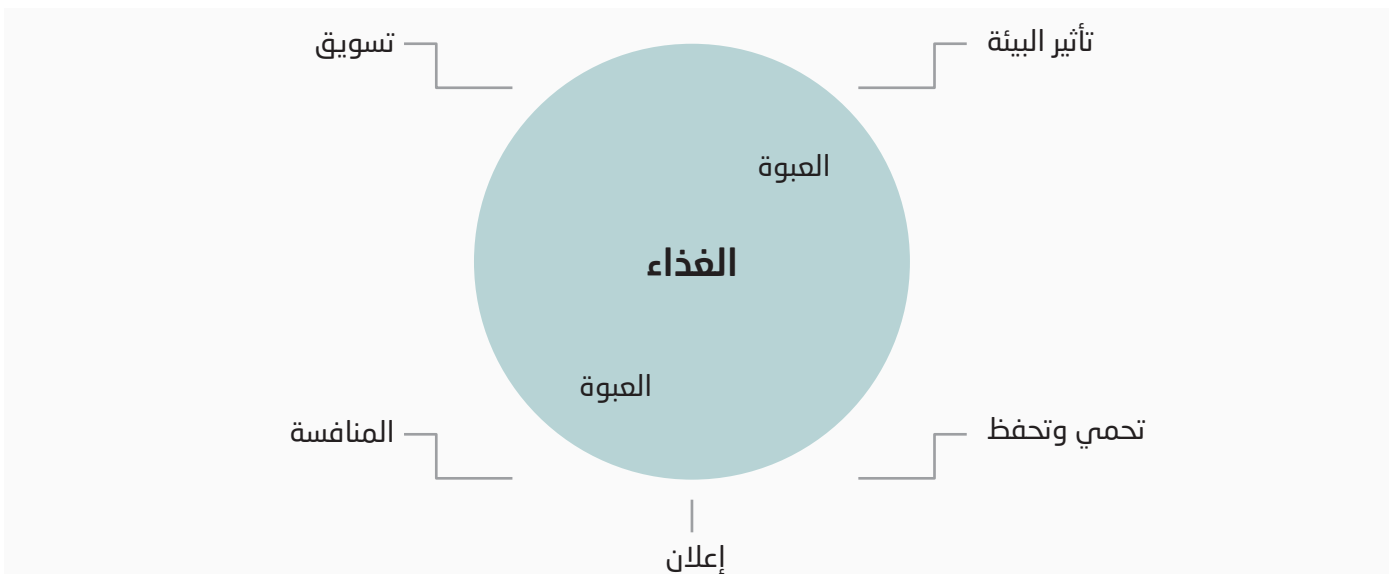 تأثير البيئة
تسويق
العبوة
الغذاء
العبوة
تحمي وتحفظ
المنافسة
إعلان